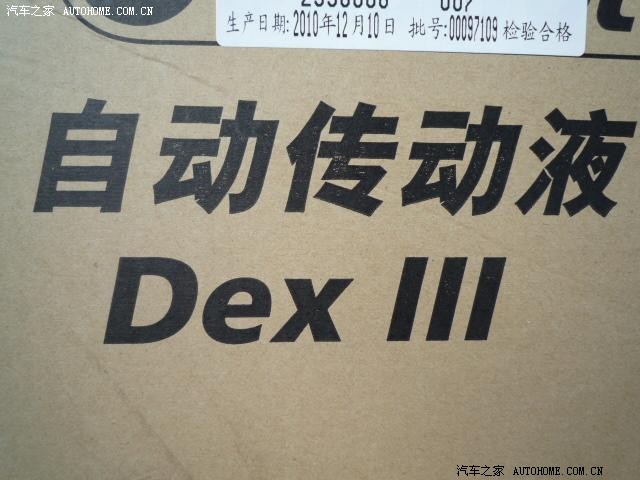 汽车之家 AUTOHOME.COM.CN
生产日期:2010年12月10日 批号:00097109 检验合格
自动传动液
Dex III
汽车之家 AUTOHOME.COM.CN